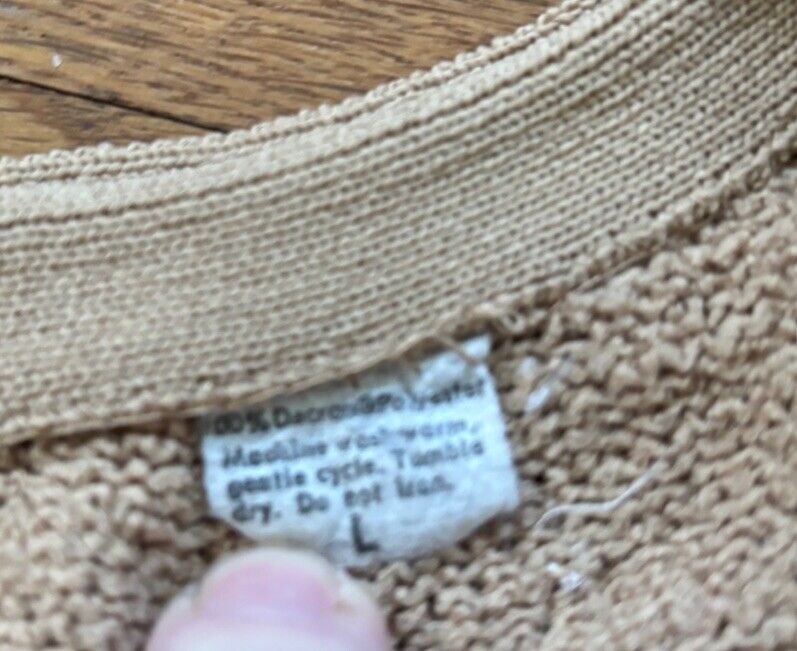 00% Dacron® Polyester
Machine wash warm,
gentle cycle. Tumble
dry. Do not iron.
L